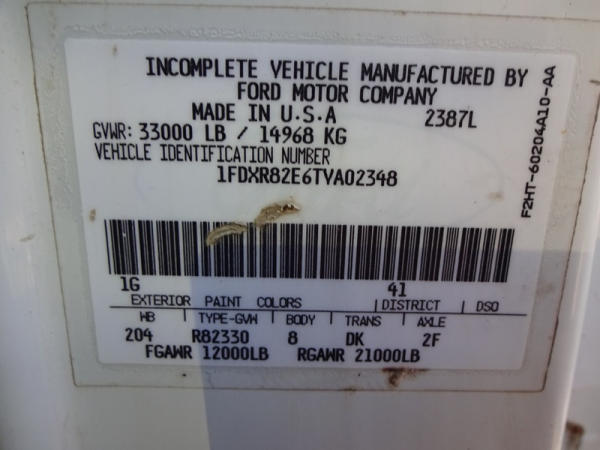 INCOMPLETE VEHICLE MANUFACTURED BY
FORD MOTOR COMPANY
MADE IN U.S.A 2387L
GVWR: 33000 LB / 14968 KG
VEHICLE IDENTIFICATION NUMBER
1FDXR82E6TVA02348
F2HT-60204A10-AA
1G 41
EXTERIOR PAINT COLORS DISTRICT DSO
WB TYPE-GVW BODY TRANS AXLE
204 R82330 8 DK 2F
FGAWR 12000LB RGAWR 21000LB